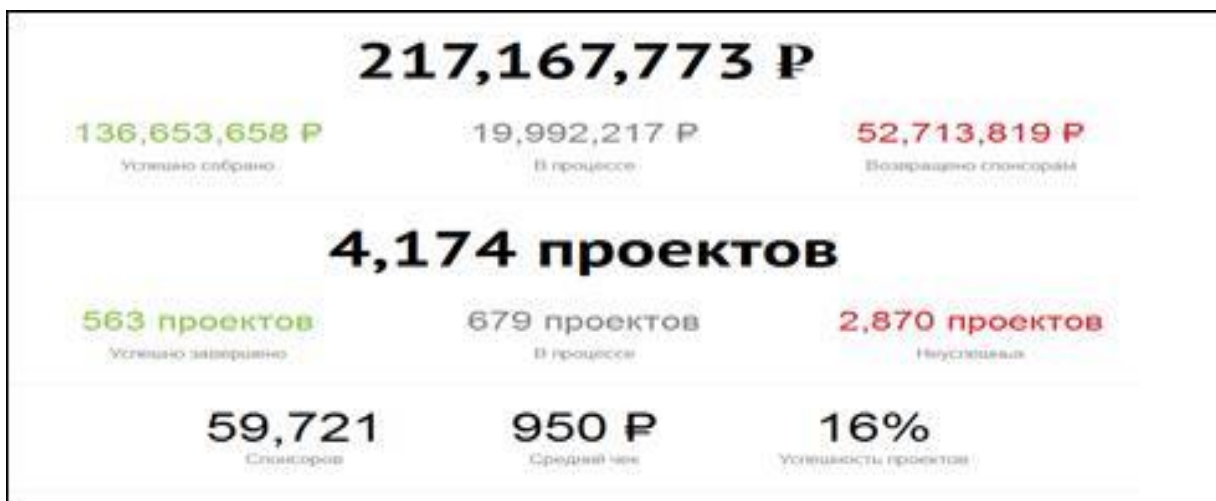 217,167,773 ₽
136,653,658 ₽ 19,992,217 ₽ 52,713,819 ₽
Успешно собрано В процессе Возвращено спонсорам
4,174 проектов
563 проектов 679 проектов 2,870 проектов
Успешно завершено В процессе Неуспешных
59,721 950 ₽ 16%
Спонсоров Средний чек Успешность проектов